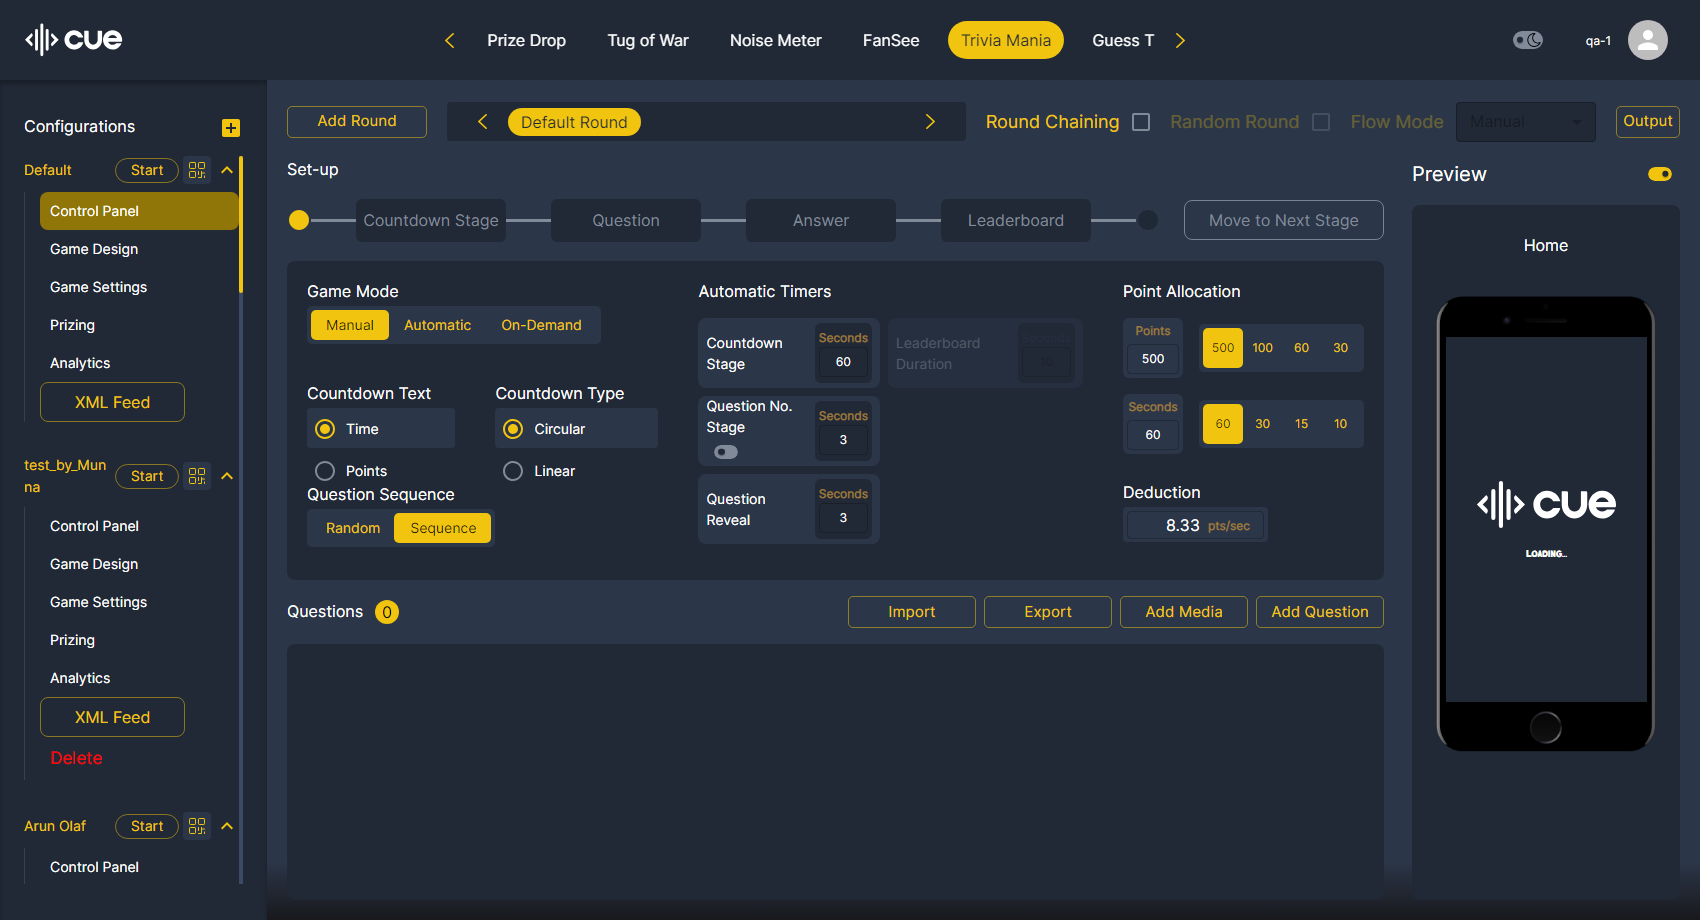 cue
Prize Drop
Tug of War
Noise Meter
FanSee
Trivia Mania
Guess T
qa-1
Configurations
Default
Start
Control Panel
Game Design
Game Settings
Prizing
Analytics
XML Feed
test_by_Mun
na
Start
Control Panel
Game Design
Game Settings
Prizing
Analytics
XML Feed
Delete
Arun Olaf
Start
Control Panel
Add Round
Default Round
Round Chaining
Random Round
Flow Mode
Manual
Output
Set-up
Countdown Stage
Question
Answer
Leaderboard
Move to Next Stage
Game Mode
Manual
Automatic
On-Demand
Countdown Text
Time
Points
Countdown Type
Circular
Linear
Question Sequence
Random
Sequence
Automatic Timers
Countdown
Stage
Seconds
60
Leaderboard
Duration
Seconds
10
Question No.
Stage
Seconds
3
Question
Reveal
Seconds
3
Point Allocation
Points
500
500
100
60
30
Seconds
60
60
30
15
10
Deduction
8.33 pts/sec
Questions 0
Import
Export
Add Media
Add Question
Preview
Home
cue
LOADING...